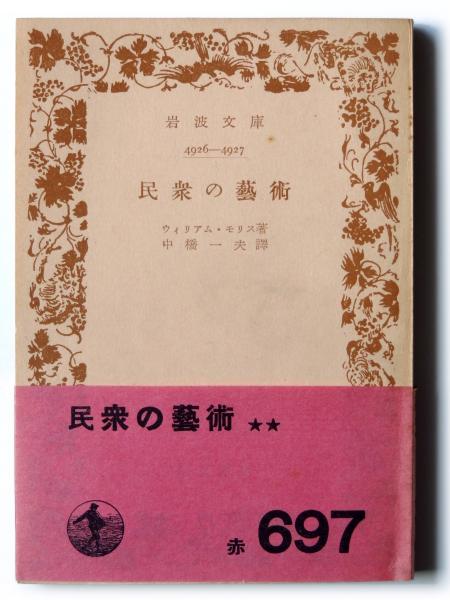 岩波文庫
4926—4927
民衆の藝術
ウィリアム・モリス著
中橋一夫譯
民衆の藝術 ★★
赤 697